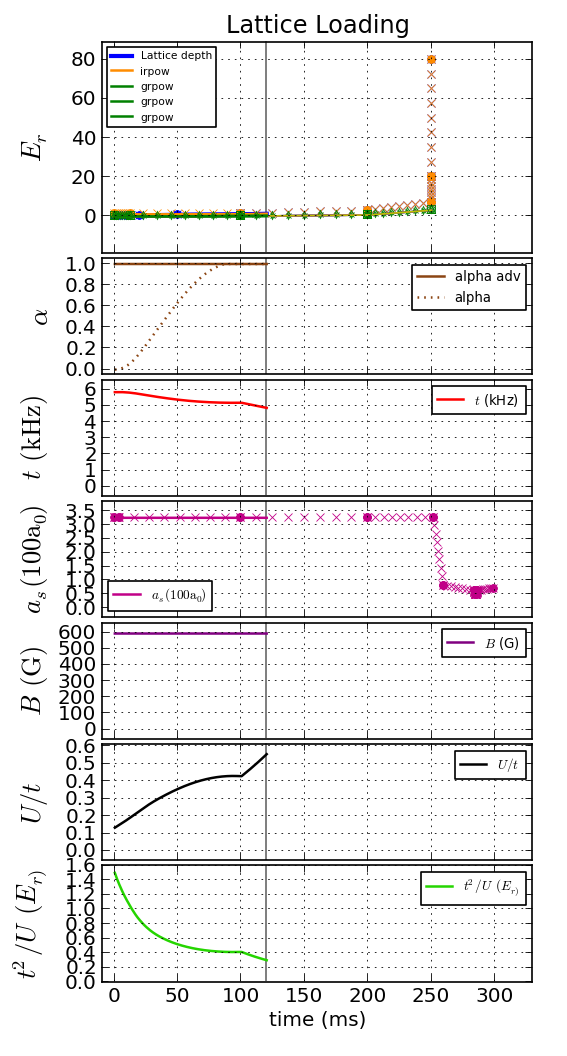 Lattice Loading
80
60
40
20
0
E_r
Lattice depth
irpow
grpow
grpow
grpow
1.0
0.8
0.6
0.4
0.2
0.0
α
alpha adv
alpha
6
5
4
3
2
1
0
t (kHz)
t (kHz)
3.5
3.0
2.5
2.0
1.5
1.0
0.5
0.0
a_s (100a_0)
a_s (100a_0)
600
500
400
300
200
100
0
B (G)
B (G)
0.6
0.5
0.4
0.3
0.2
0.1
0.0
U/t
U/t
1.6
1.4
1.2
1.0
0.8
0.6
0.4
0.2
0.0
t²/U (E_r)
t²/U (E_r)
0 50 100 150 200 250 300
time (ms)